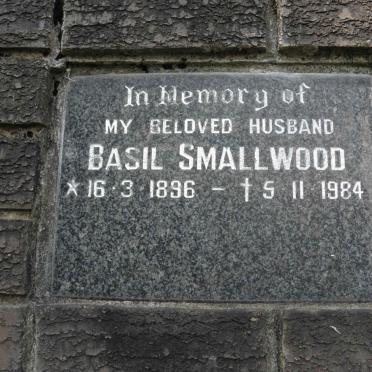 In Memory of
MY BELOVED HUSBAND
BASIL SMALLWOOD
* 16·3 1896 – † 5 11 1984